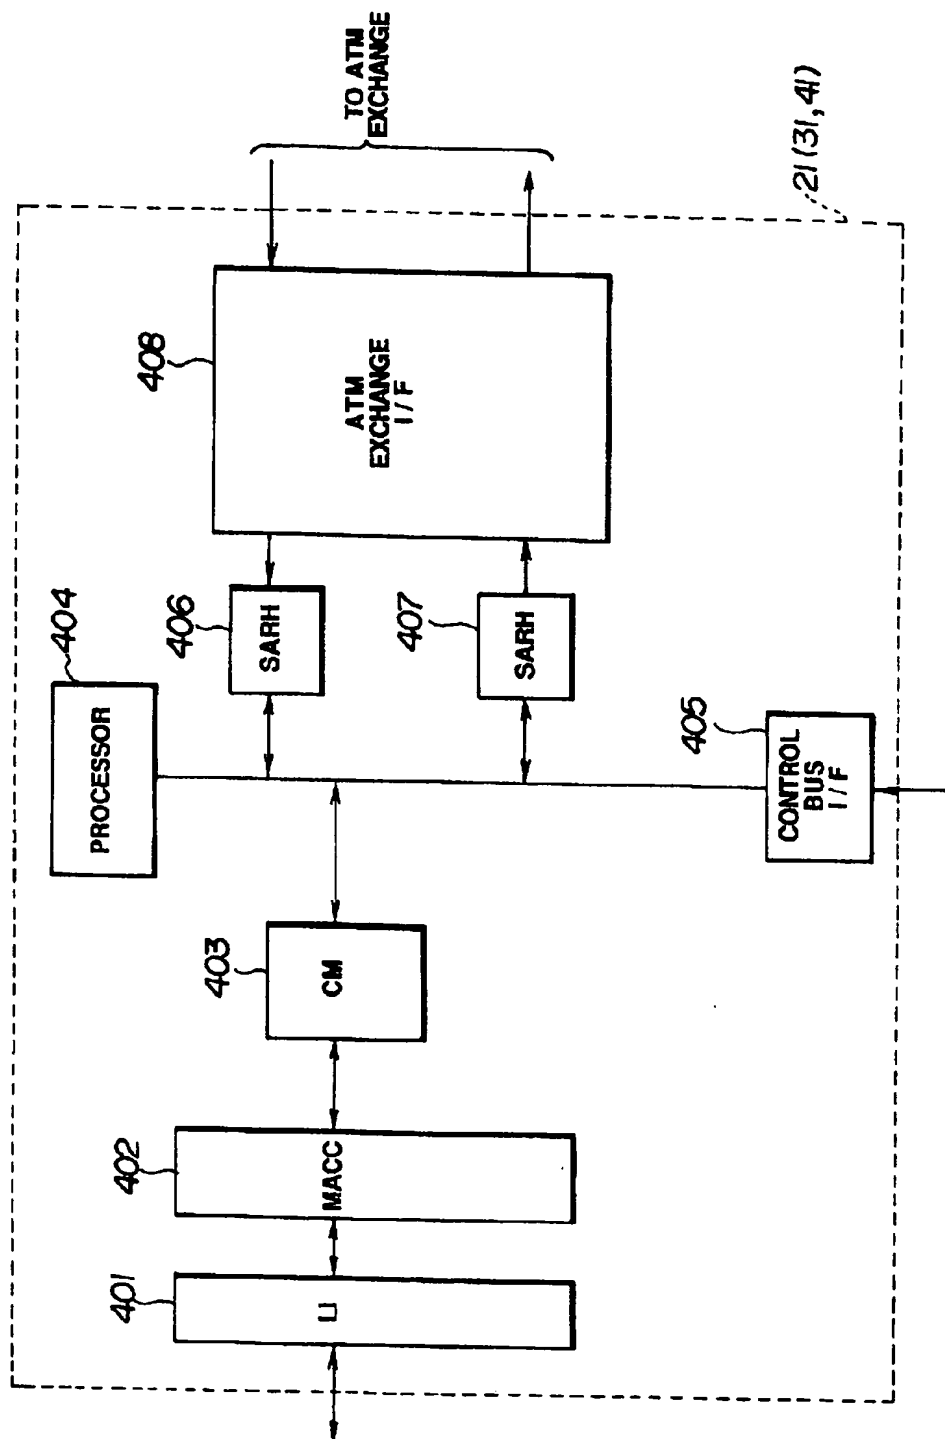 TO ATM
EXCHANGE
21(31,41)
408
ATM
EXCHANGE
I/F
404
PROCESSOR
406
SARH
407
SARH
405
CONTROL
BUS
I/F
403
CM
402
MACC
401
LI